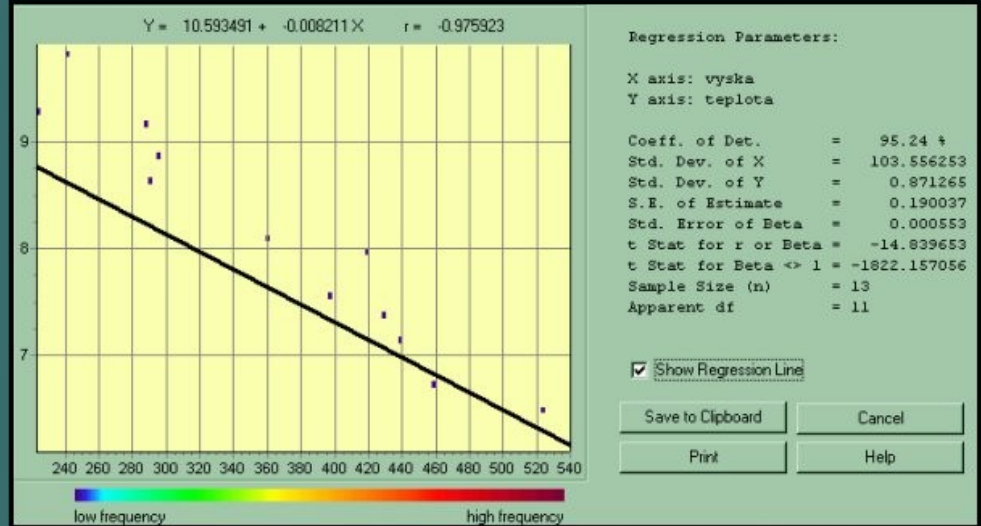 Y = 10.593491 + -0.008211 X r = -0.975923
9
8
7
240 260 280 300 320 340 360 380 400 420 440 460 480 500 520 540
low frequency high frequency
Regression Parameters:
X axis: vyska
Y axis: teplota
Coeff. of Det. = 95.24 %
Std. Dev. of X = 103.556253
Std. Dev. of Y = 0.871265
S.E. of Estimate = 0.190037
Std. Error of Beta = 0.000553
t Stat for r or Beta = -14.839653
t Stat for Beta <> 1 = -1822.157056
Sample Size (n) = 13
Apparent df = 11
Show Regression Line
Save to Clipboard Cancel
Print Help